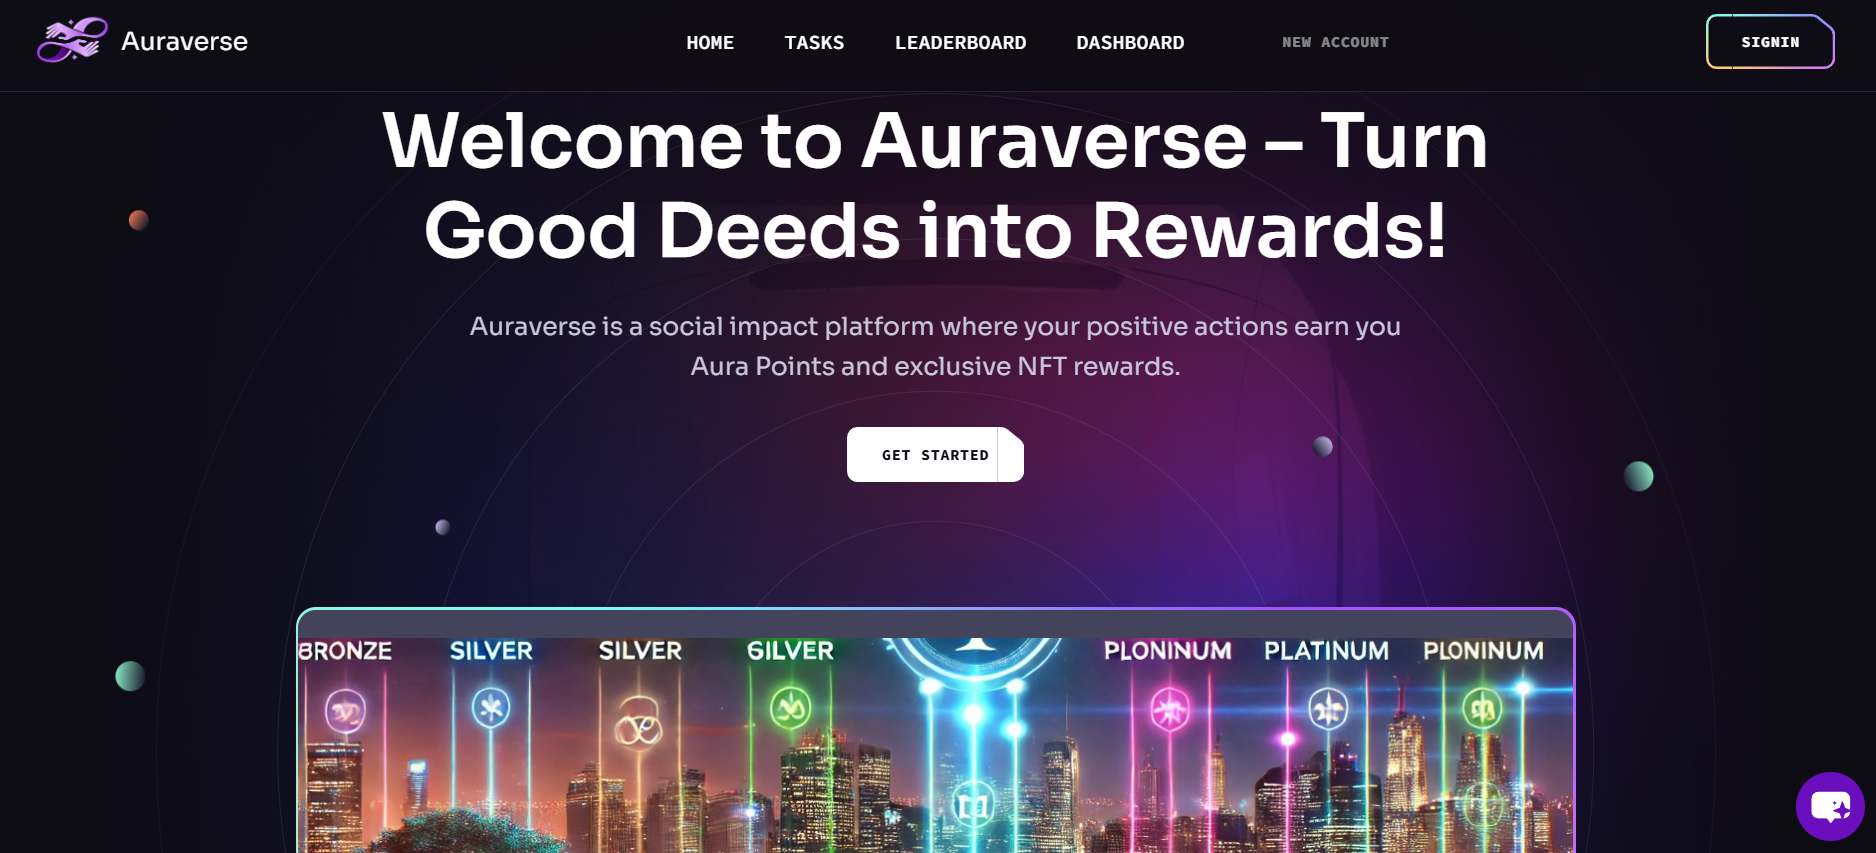 Auraverse
HOME TASKS LEADERBOARD DASHBOARD NEW ACCOUNT SIGNIN
Welcome to Auraverse – Turn
Good Deeds into Rewards!
Auraverse is a social impact platform where your positive actions earn you
Aura Points and exclusive NFT rewards.
GET STARTED
BRONZE SILVER SILVER GILVER PLONINUM PLATINUM PLONINUM